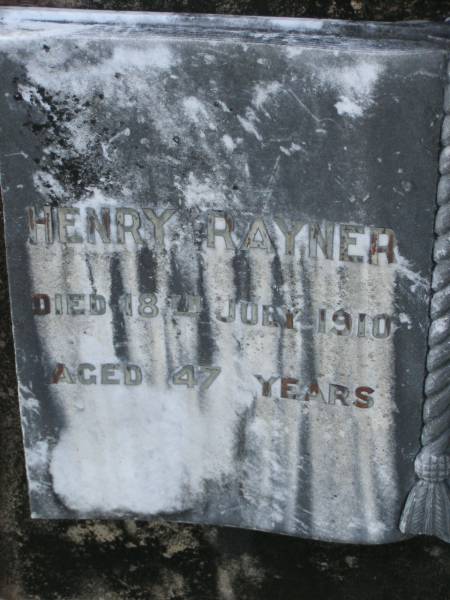 HENRY RAYNER
DIED 18TH JULY 1910
AGED 47 YEARS